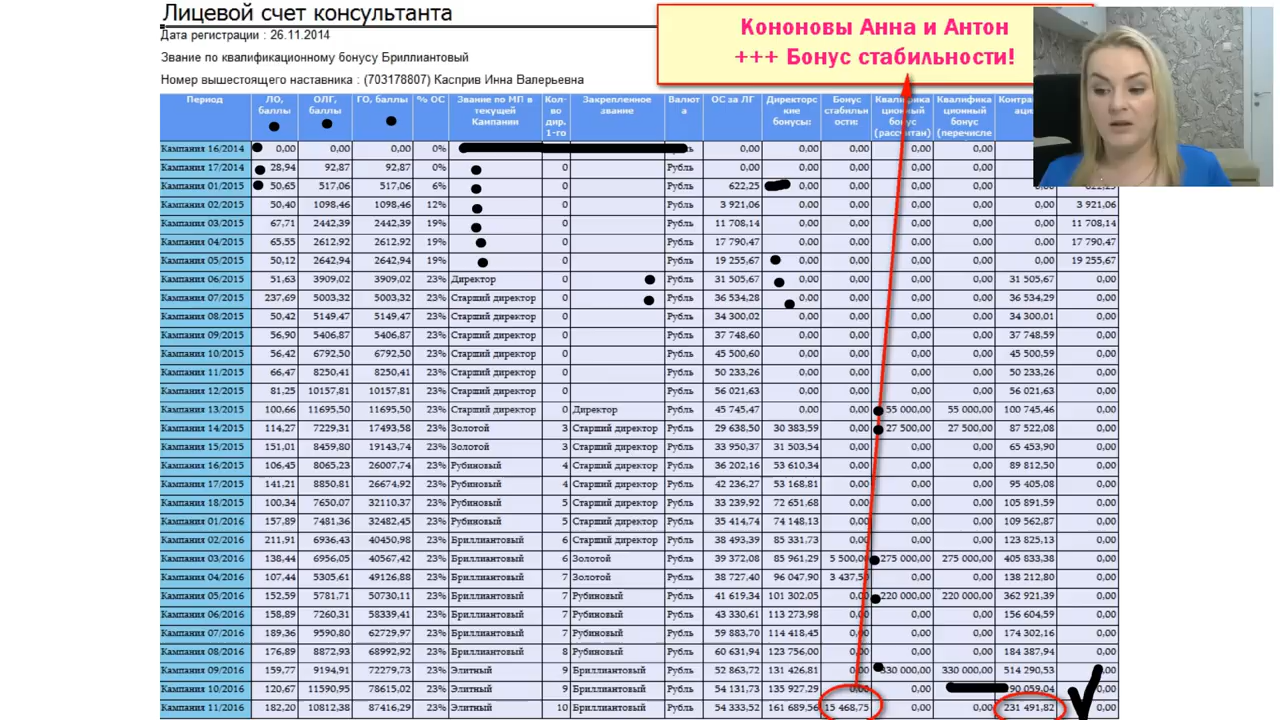 Лицевой счет консультанта
Дата регистрации : 26.11.2014
Звание по квалификационному бонусу Бриллиантовый
Номер вышестоящего наставника : (703178807) Касприв Инна Валерьевна
Кононовы Анна и Антон
+++ Бонус стабильности!
Период ЛО, баллы ОЛГ, баллы ГО, баллы % ОС Звание по МП в текущей Кампании Кол-во дир. 1-го Закрепленное звание Валюта ОС за ЛГ Директорские бонусы: Бонус стабильности: Квалификационный бонус (рассчитан) Квалификационный бонус (перечисле
Кампания 16/2014 0,00 0,00 0,00 0% 0,00 0,00 0,00 0,00 0,00
Кампания 17/2014 28,94 92,87 92,87 0% 0 Рубль 0,00 0,00 0,00 0,00 0,00
Кампания 01/2015 50,65 517,06 517,06 6% 0 Рубль 622,25 0,00 0,00 0,00 0,00
Кампания 02/2015 50,40 1098,46 1098,46 12% 0 Рубль 3 921,06 0,00 0,00 0,00 0,00 0,00 3 921,06
Кампания 03/2015 67,71 2442,39 2442,39 19% 0 Рубль 11 708,14 0,00 0,00 0,00 0,00 0,00 11 708,14
Кампания 04/2015 65,55 2612,92 2612,92 19% 0 Рубль 17 790,47 0,00 0,00 0,00 0,00 0,00 17 790,47
Кампания 05/2015 50,12 2642,94 2642,94 19% 0 Рубль 19 255,67 0,00 0,00 0,00 0,00 0,00 19 255,67
Кампания 06/2015 51,63 3909,02 3909,02 23% Директор 0 Рубль 31 505,67 0,00 0,00 0,00 0,00 31 505,67 0,00
Кампания 07/2015 237,69 5003,32 5003,32 23% Старший директор 0 Рубль 36 534,28 0,00 0,00 0,00 0,00 36 534,29 0,00
Кампания 08/2015 50,42 5149,47 5149,47 23% Старший директор 0 Рубль 34 300,02 0,00 0,00 0,00 0,00 34 300,01 0,00
Кампания 09/2015 56,90 5406,87 5406,87 23% Старший директор 0 Рубль 37 748,60 0,00 0,00 0,00 0,00 37 748,59 0,00
Кампания 10/2015 56,42 6792,50 6792,50 23% Старший директор 0 Рубль 45 500,60 0,00 0,00 0,00 0,00 45 500,59 0,00
Кампания 11/2015 66,47 8250,41 8250,41 23% Старший директор 0 Рубль 50 233,26 0,00 0,00 0,00 0,00 50 233,26 0,00
Кампания 12/2015 81,25 10157,81 10157,81 23% Старший директор 0 Рубль 56 021,63 0,00 0,00 0,00 0,00 56 021,63 0,00
Кампания 13/2015 100,66 11695,50 11695,50 23% Старший директор 0 Директор Рубль 45 745,47 0,00 0,00 55 000,00 55 000,00 100 745,46 0,00
Кампания 14/2015 114,27 7229,31 17493,58 23% Золотой 3 Старший директор Рубль 29 638,50 30 383,59 0,00 27 500,00 27 500,00 87 522,08 0,00
Кампания 15/2015 151,01 8459,80 19143,74 23% Золотой 3 Старший директор Рубль 33 950,37 31 503,54 0,00 0,00 0,00 65 453,90 0,00
Кампания 16/2015 106,45 8065,23 26007,74 23% Рубиновый 4 Старший директор Рубль 36 202,16 53 610,34 0,00 0,00 0,00 89 812,50 0,00
Кампания 17/2015 141,21 8850,81 26674,92 23% Рубиновый 4 Старший директор Рубль 42 236,27 53 168.81 0,00 0,00 0,00 95 405,08 0,00
Кампания 18/2015 100,34 7650,07 32110,37 23% Рубиновый 5 Старший директор Рубль 33 239,92 72 651.68 0,00 0,00 0,00 105 891,59 0,00
Кампания 01/2016 157,89 7481,36 32482,45 23% Рубиновый 5 Старший директор Рубль 35 414,74 74 148.13 0,00 0,00 0,00 109 562,87 0,00
Кампания 02/2016 211,91 6936,43 40450,98 23% Бриллиантовый 6 Старший директор Рубль 38 493,39 85 331.73 0,00 0,00 0,00 123 825,13 0,00
Кампания 03/2016 138,44 6956,05 40567,42 23% Бриллиантовый 6 Золотой Рубль 39 372,08 85 961.29 5 500,00 275 000,00 275 000,00 405 833,38 0,00
Кампания 04/2016 107,44 5305,61 49126,88 23% Бриллиантовый 7 Золотой Рубль 38 727,40 96 047.90 3 437,50 0,00 0,00 138 212,80 0,00
Кампания 05/2016 152,59 5781,71 50730,11 23% Бриллиантовый 7 Рубиновый Рубль 41 619,34 101 302.05 0,00 220 000,00 220 000,00 362 921,39 0,00
Кампания 06/2016 158,89 7260,31 58339,41 23% Бриллиантовый 7 Рубиновый Рубль 43 330,61 113 273.98 0,00 0,00 0,00 156 604,59 0,00
Кампания 07/2016 189,36 9590,80 62729,97 23% Бриллиантовый 7 Рубиновый Рубль 59 883,70 114 418.45 0,00 0,00 0,00 174 302,16 0,00
Кампания 08/2016 176,89 8872,93 68992,92 23% Бриллиантовый 8 Рубиновый Рубль 60 631,94 123 756.00 0,00 0,00 0,00 184 387,94 0,00
Кампания 09/2016 159,77 9194,91 72279,73 23% Элитный 9 Бриллиантовый Рубль 52 863,72 131 426.81 0,00 330 000,00 330 000,00 514 290,53 0,00
Кампания 10/2016 120,67 11590,95 78615,02 23% Элитный 9 Бриллиантовый Рубль 54 131,73 135 927.29 0,00 0,00 90 059,04 0,00
Кампания 11/2016 182,20 10812,38 87416,29 23% Элитный 10 Бриллиантовый Рубль 54 333,52 161 689,56 15 468,75 0,00 0,00 231 491,82 0,00